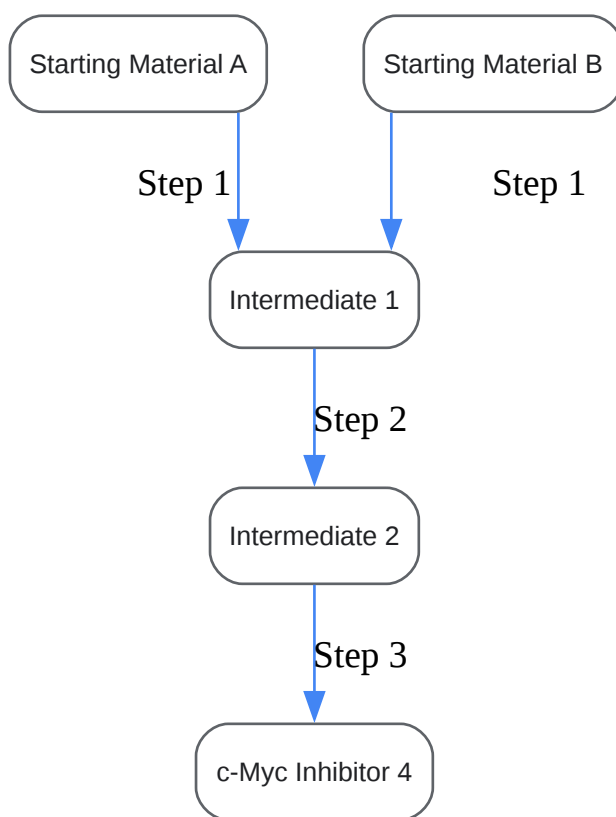 Starting Material A
Starting Material B
Step 1
Step 1
Intermediate 1
Step 2
Intermediate 2
Step 3
c-Myc Inhibitor 4